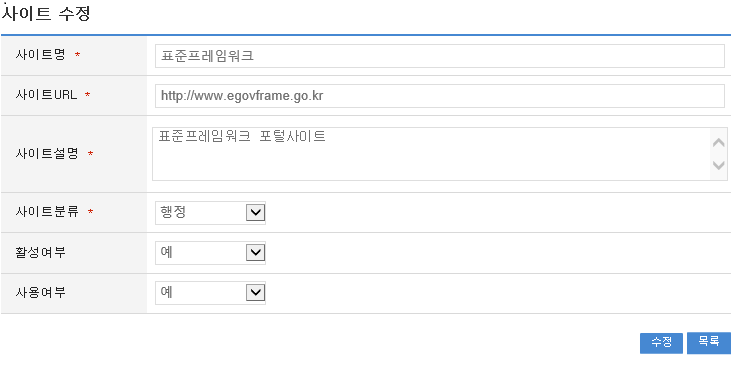 사이트 수정
사이트명 * 표준프레임워크
사이트URL * http://www.egovframe.go.kr
사이트설명 * 표준프레임워크 포털사이트
사이트분류 * 행정
활성여부 예
사용여부 예
수정 목록